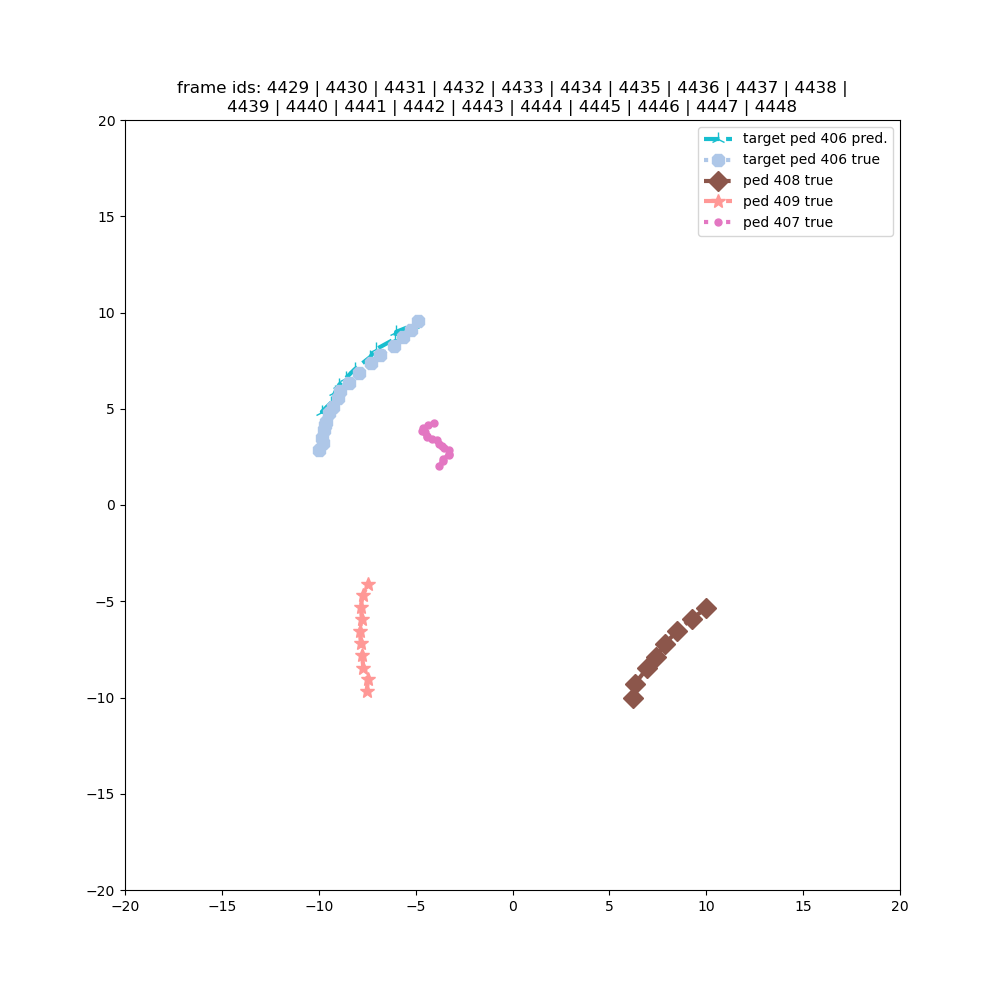 frame ids: 4429 | 4430 | 4431 | 4432 | 4433 | 4434 | 4435 | 4436 | 4437 | 4438 |
4439 | 4440 | 4441 | 4442 | 4443 | 4444 | 4445 | 4446 | 4447 | 4448
target ped 406 pred.
target ped 406 true
ped 408 true
ped 409 true
ped 407 true
20
15
10
5
0
−5
−10
−15
−20
−20 −15 −10 −5 0 5 10 15 20